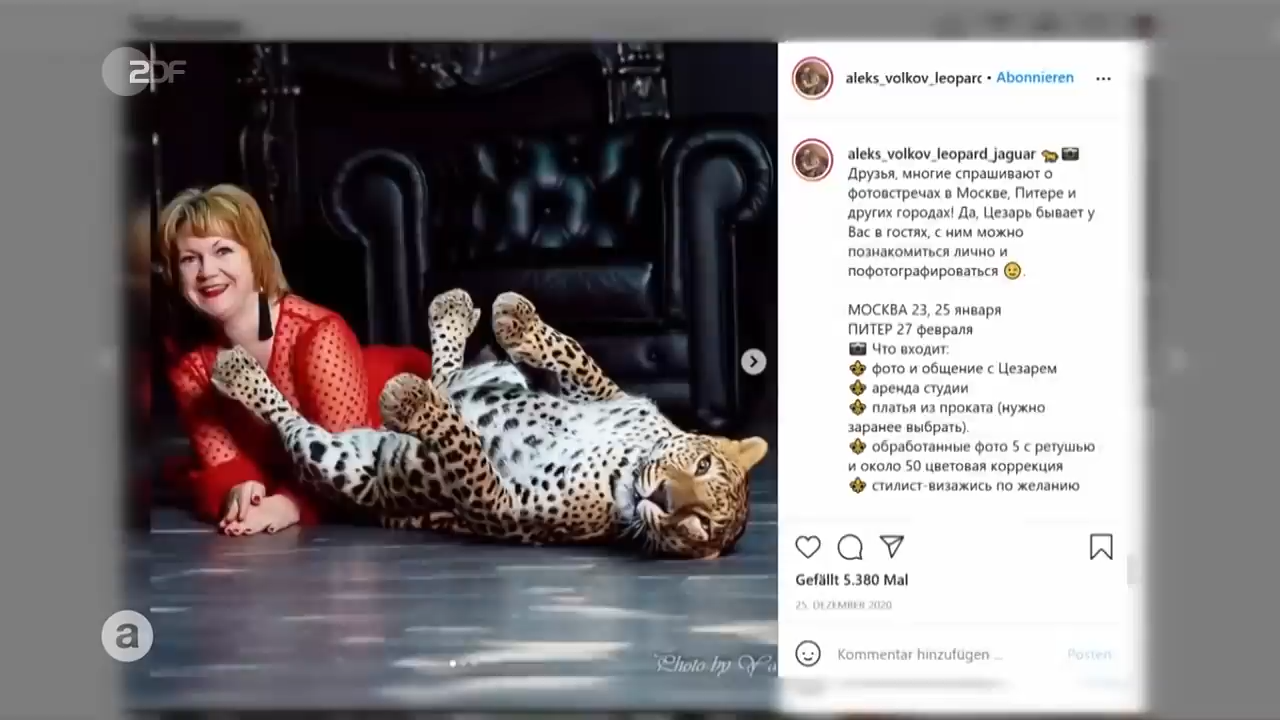 ZDF
aleks_volkov_leoparc • Abonnieren
aleks_volkov_leopard_jaguar
Друзья, многие спрашивают о
фотовстречах в Москве, Питере и
других городах! Да, Цезарь бывает у
Вас в гостях, с ним можно
познакомиться лично и
пофотографироваться 😉.
МОСКВА 23, 25 января
ПИТЕР 27 февраля
📷 Что входит:
⚜ фото и общение с Цезарем
⚜ аренда студии
⚜ платья из проката (нужно
заранее выбрать).
⚜ обработанные фото 5 с ретушью
и около 50 цветовая коррекция
⚜ стилист-визажись по желанию
Gefällt 5.380 Mal
25. DEZEMBER 2020
Kommentar hinzufügen ...
Posten
a
Photo by